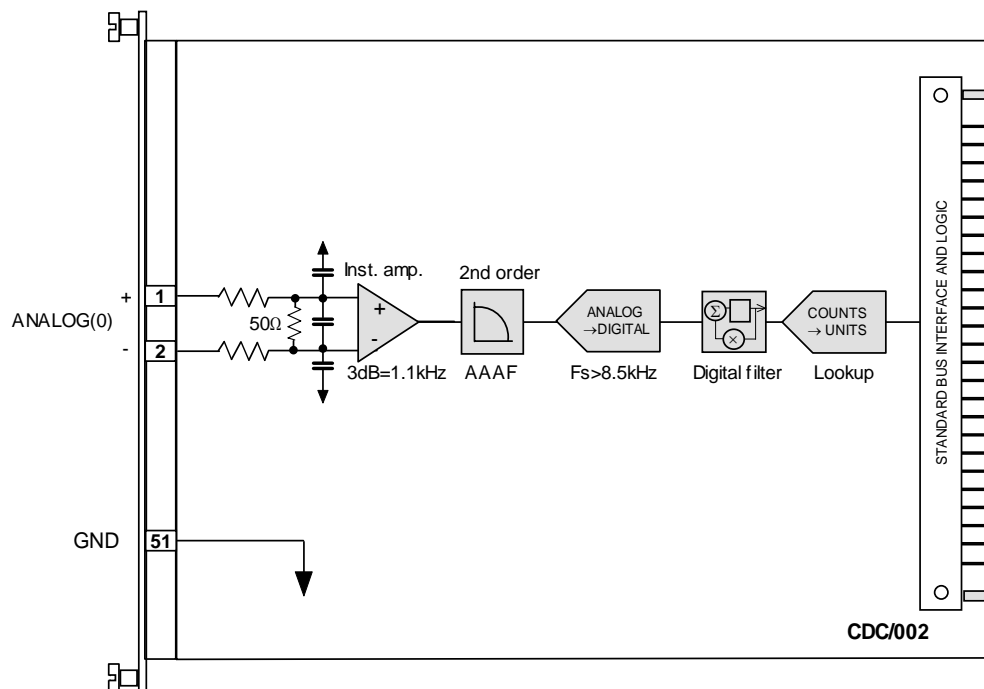 Inst. amp.
2nd order
+
1
ANALOG(0)
50Ω
-
2
+
-
3dB=1.1kHz
AAAF
ANALOG
→DIGITAL
Fs>8.5kHz
Σ
×
Digital filter
COUNTS
→ UNITS
Lookup
STANDARD BUS INTERFACE AND LOGIC
GND
51
CDC/002